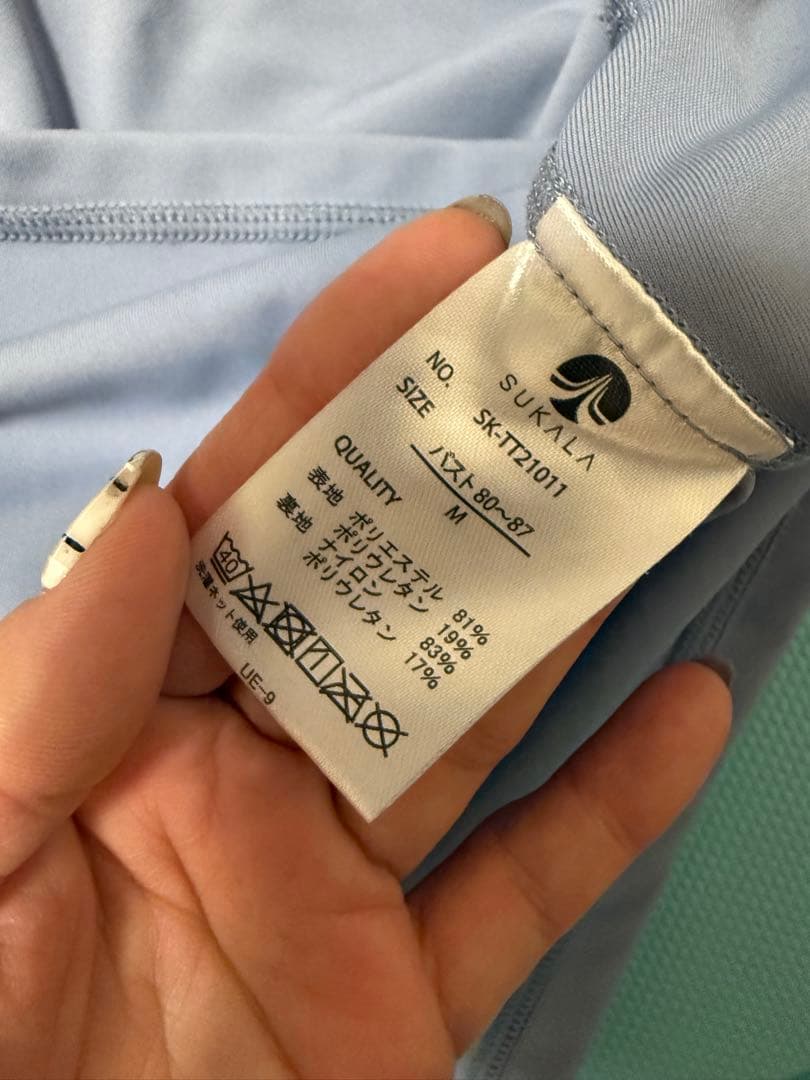 SUKALA
NO. SK-TT21011
SIZE バスト80〜87
M
QUALITY
表地 ポリエステル 81%
ポリウレタン 19%
裏地 ナイロン 83%
ポリウレタン 17%
40
洗濯ネット使用
UE-9